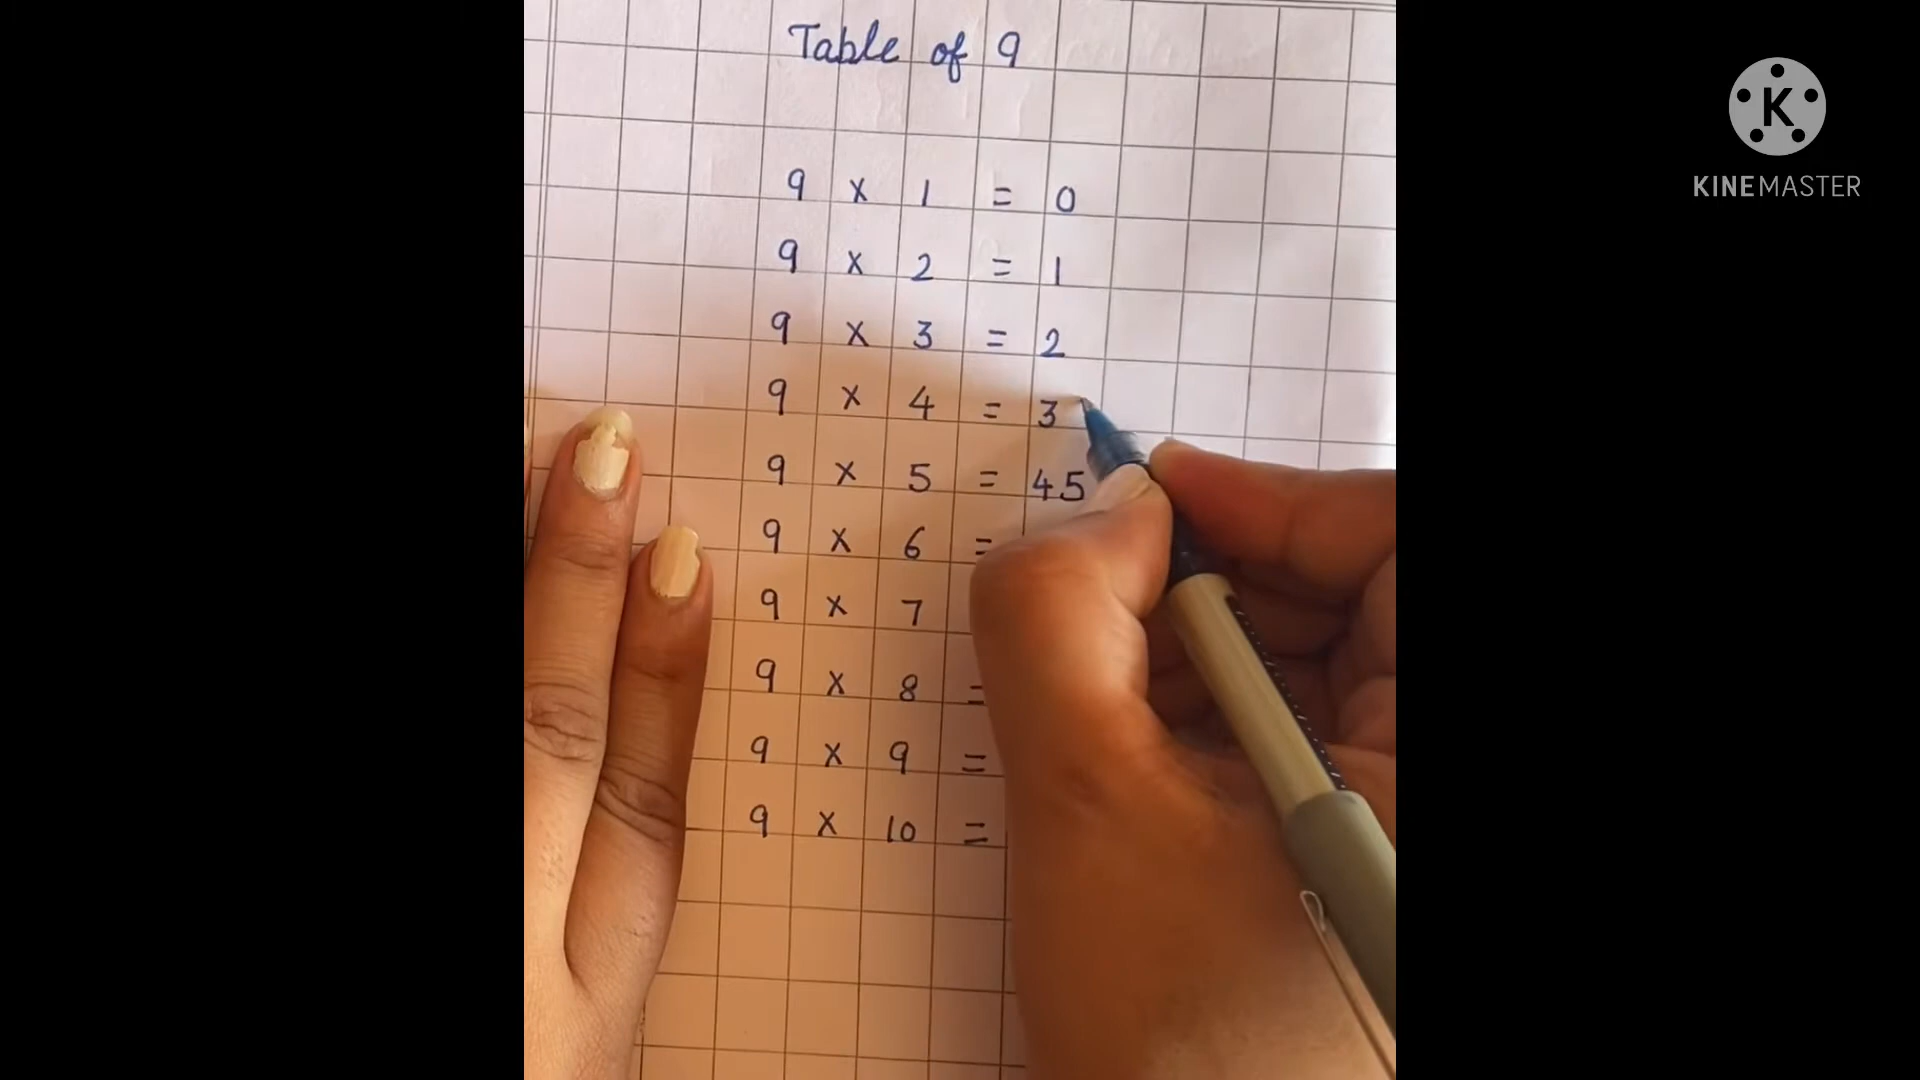 Table of 9
9 x 1 = 0
9 x 2 = 1
9 x 3 = 2
9 x 4 = 3
9 x 5 = 45
9 x 6 =
9 x 7
9 x 8 =
9 x 9 =
9 x 10 =
K
KINEMASTER